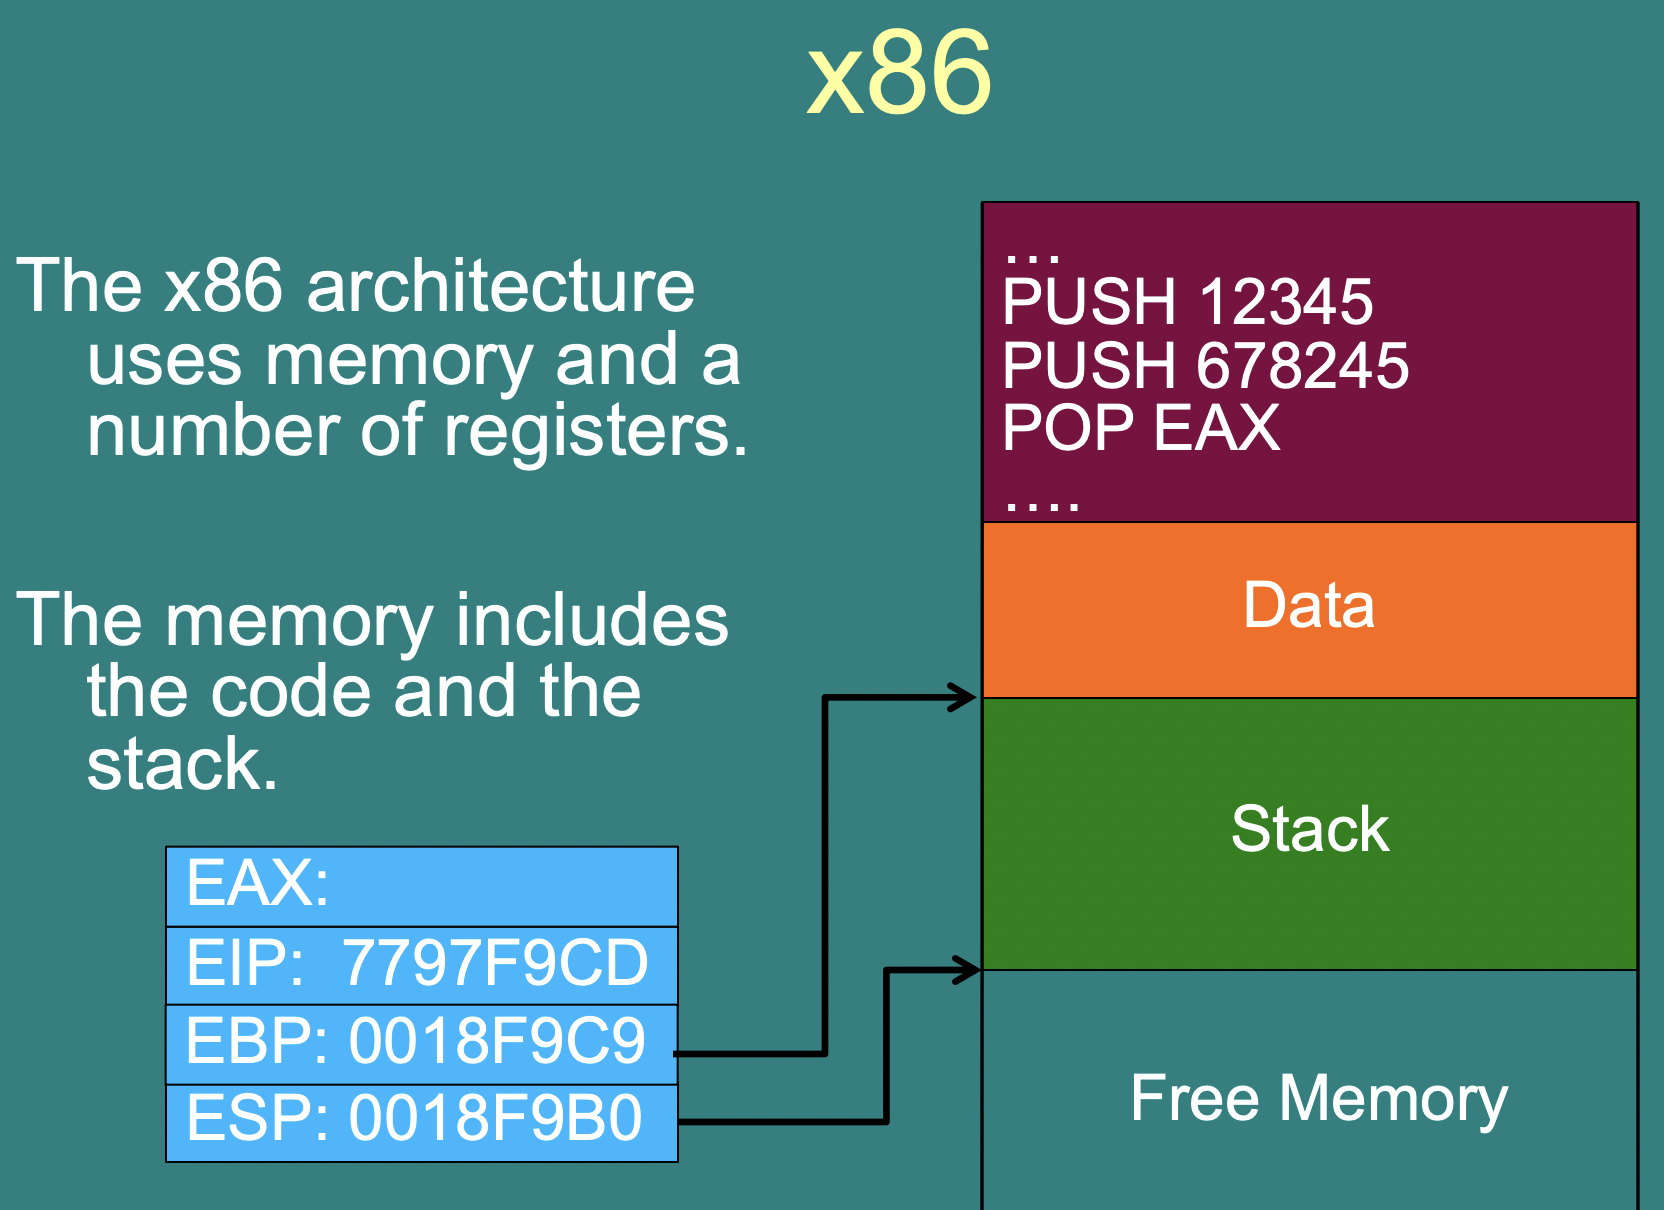 x86
The x86 architecture
uses memory and a
number of registers.
The memory includes
the code and the
stack.
EAX:
EIP: 7797F9CD
EBP: 0018F9C9
ESP: 0018F9B0
…
PUSH 12345
PUSH 678245
POP EAX
….
Data
Stack
Free Memory